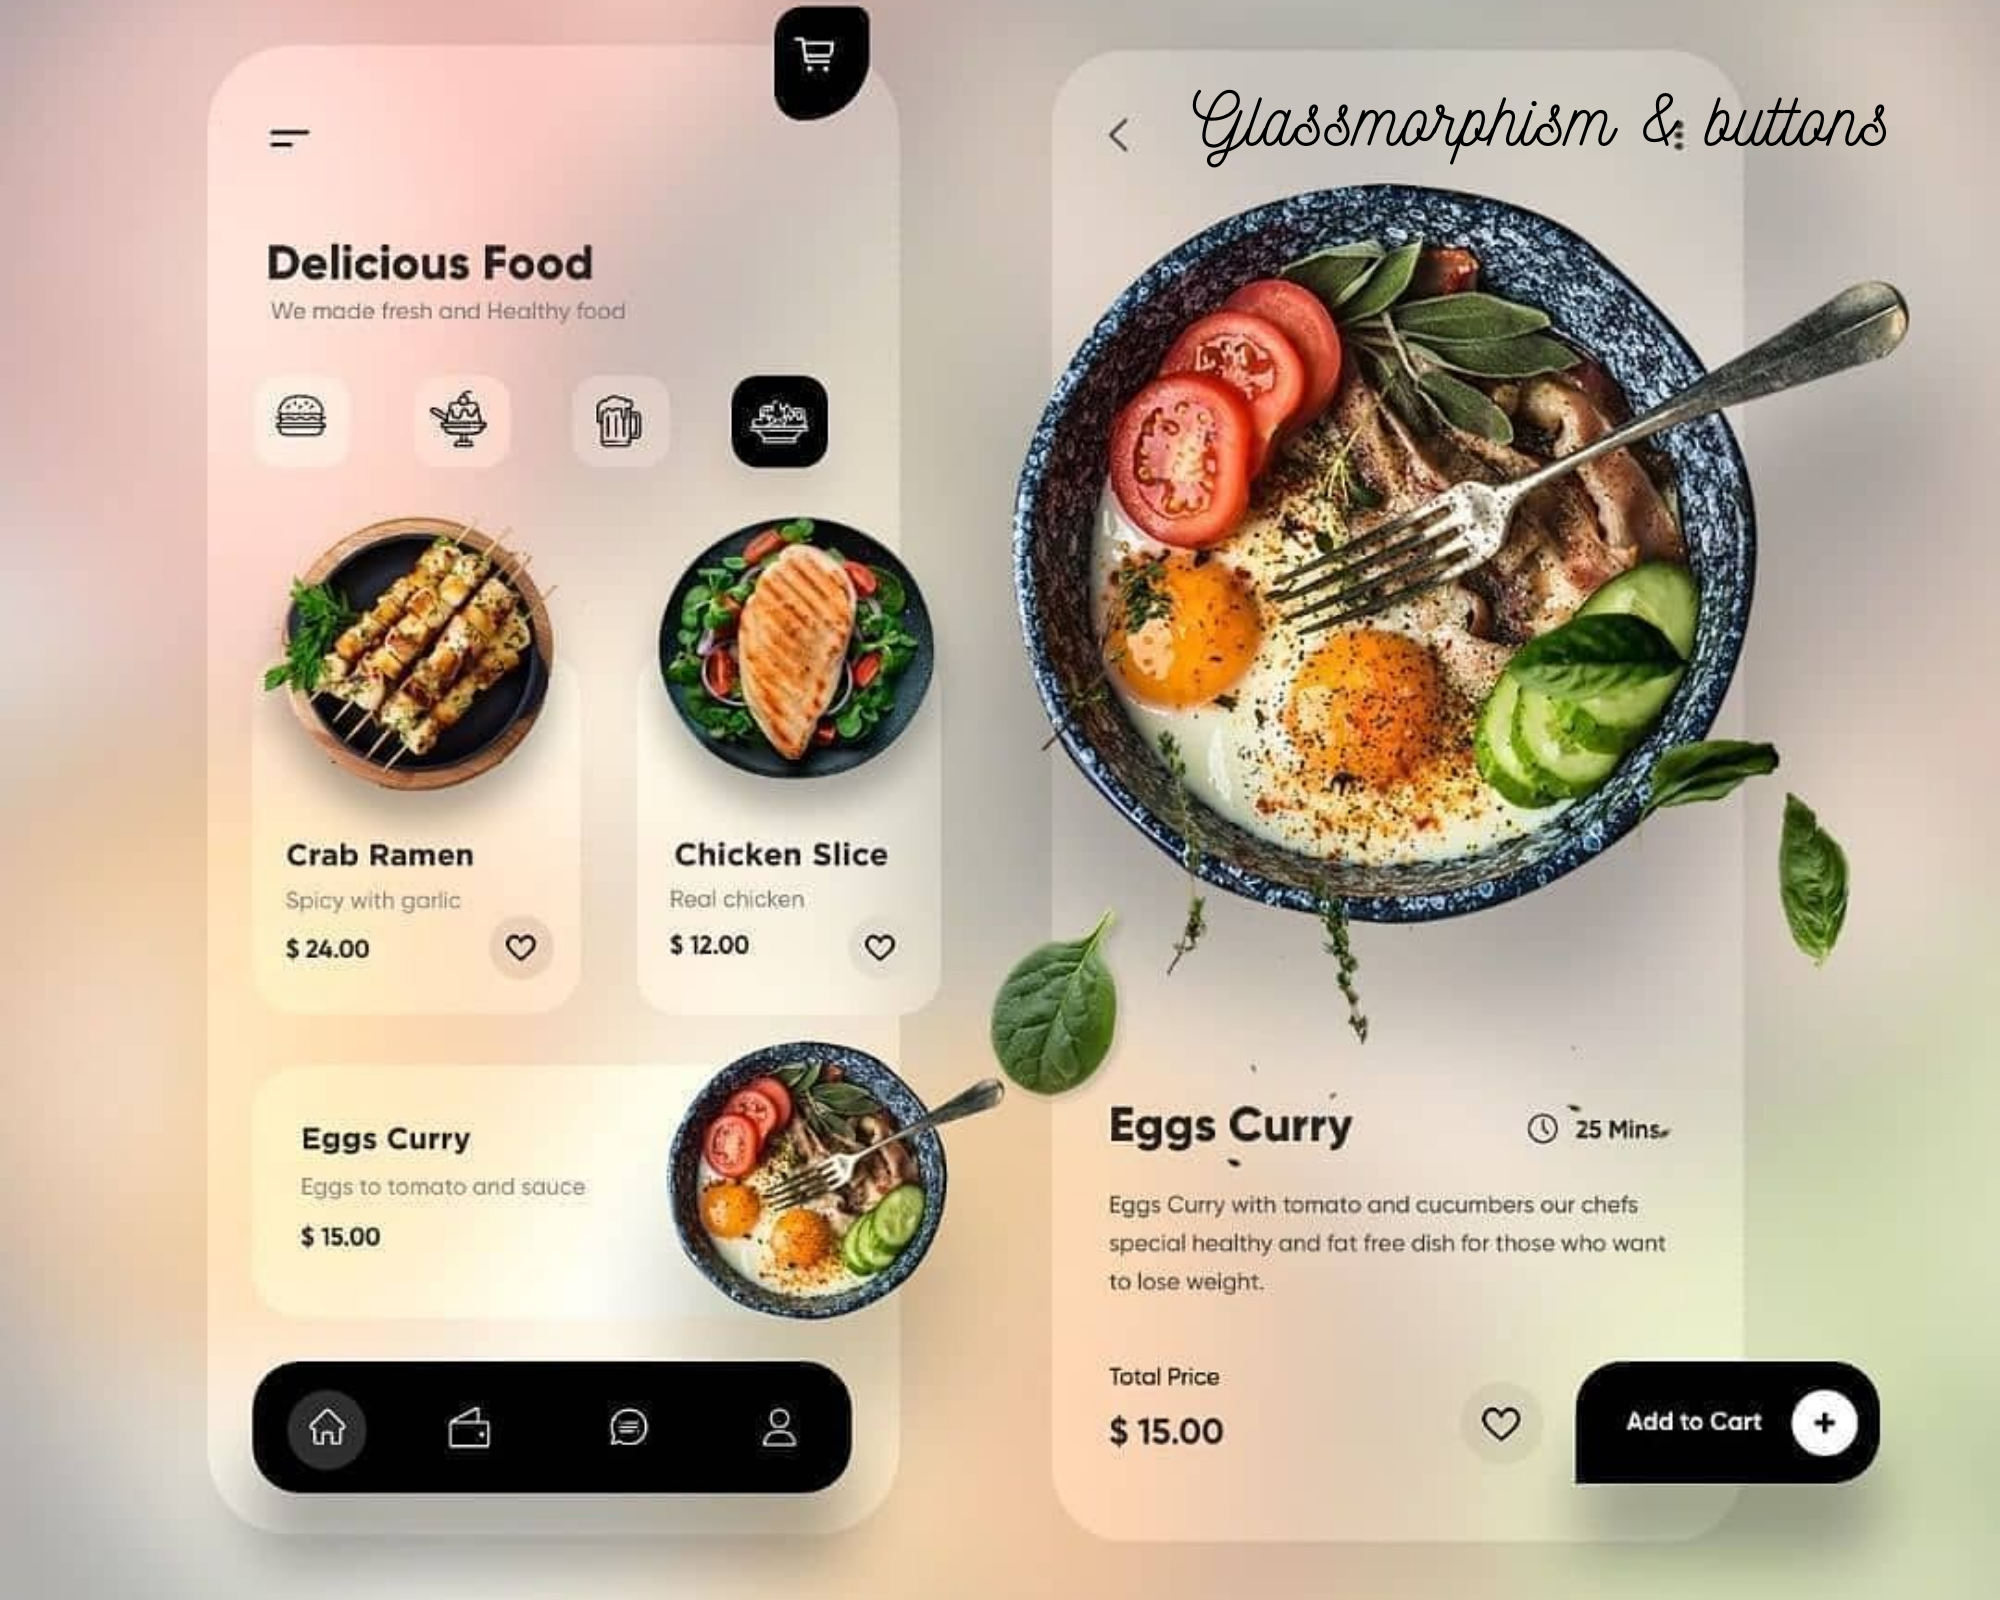 Glassmorphism & buttons
Delicious Food
We made fresh and Healthy food
Crab Ramen
Spicy with garlic
$ 24.00
Chicken Slice
Real chicken
$ 12.00
Eggs Curry
Eggs to tomato and sauce
$ 15.00
Eggs Curry
25 Mins
Eggs Curry with tomato and cucumbers our chefs
special healthy and fat free dish for those who want
to lose weight.
Total Price
$ 15.00
Add to Cart